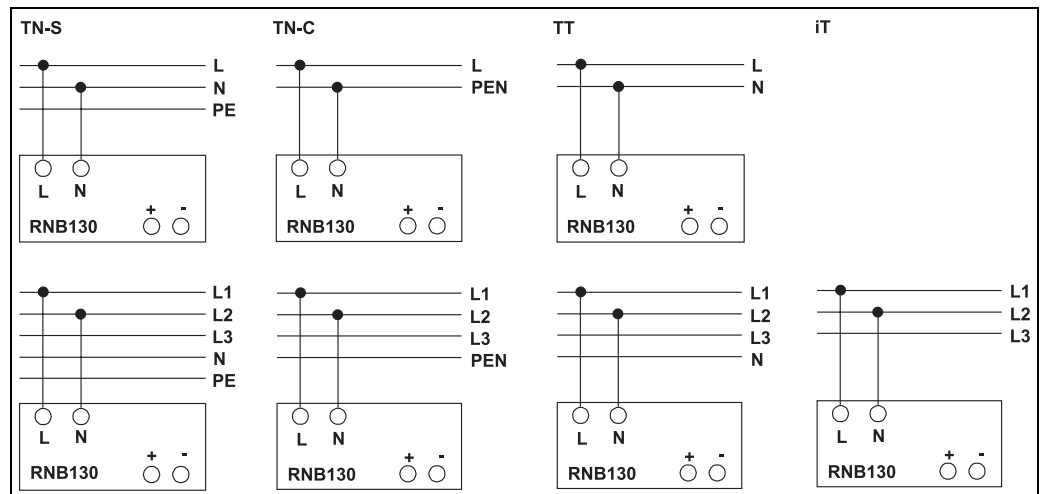 TN-S TN-C TT iT
L
N
PE
L N
+ -
RNB130
L
PEN
L N
+ -
RNB130
L
N
L N
+ -
RNB130
L1
L2
L3
N
PE
L N
+ -
RNB130
L1
L2
L3
PEN
L N
+ -
RNB130
L1
L2
L3
N
L N
+ -
RNB130
L1
L2
L3
L N
+ -
RNB130